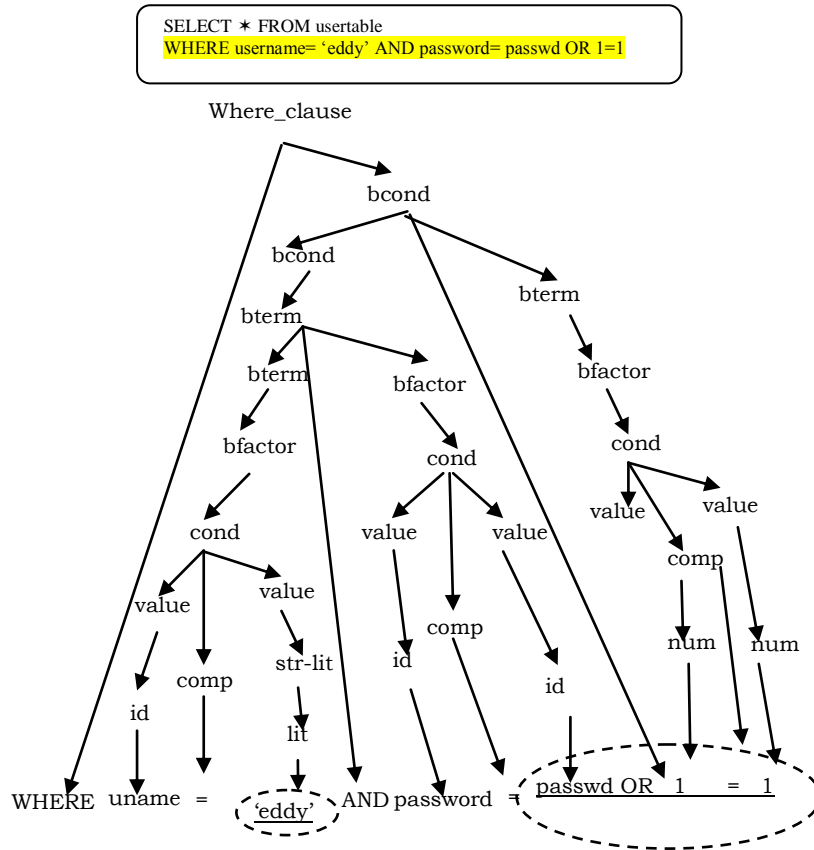 SELECT ∗ FROM usertable
WHERE username= ‘eddy’ AND password= passwd OR 1=1
Where_clause
bcond
bcond
bterm
bterm
bterm
bfactor
bfactor
bfactor
cond
cond
cond
value
value
value
value
value
value
comp
comp
comp
str-lit
num
num
id
id
id
lit
WHERE uname = ‘eddy’ AND password = passwd OR 1 = 1